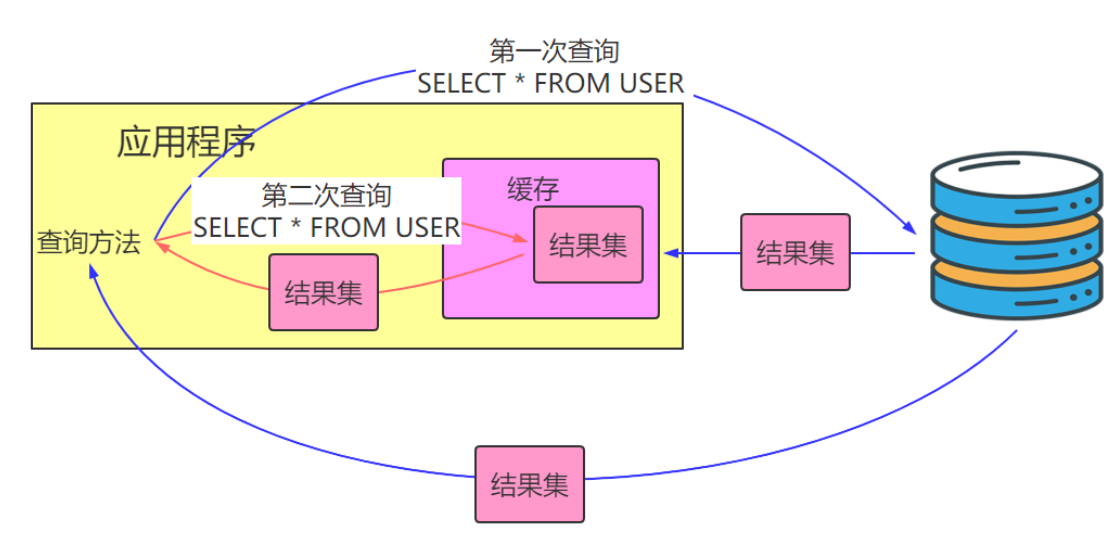 第一次查询
SELECT * FROM USER
应用程序
第二次查询
SELECT * FROM USER
缓存
查询方法
结果集
结果集
结果集
结果集